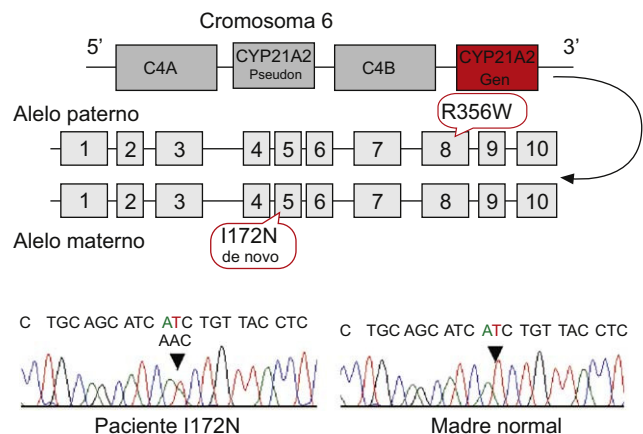 Cromosoma 6
5’ 3’
C4A CYP21A2 Pseudon C4B CYP21A2 Gen
Alelo paterno
R356W
1 2 3 4 5 6 7 8 9 10
1 2 3 4 5 6 7 8 9 10
Alelo materno
I172N
de novo
C TGC AGC ATC ATC TGT TAC CTC
AAC
Paciente I172N
C TGC AGC ATC ATC TGT TAC CTC
Madre normal